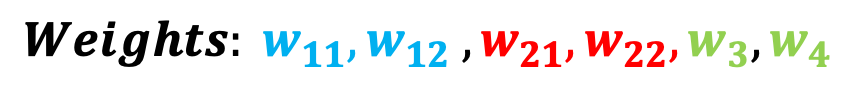 Weights: w₁₁, w₁₂ , w₂₁, w₂₂, w₃, w₄